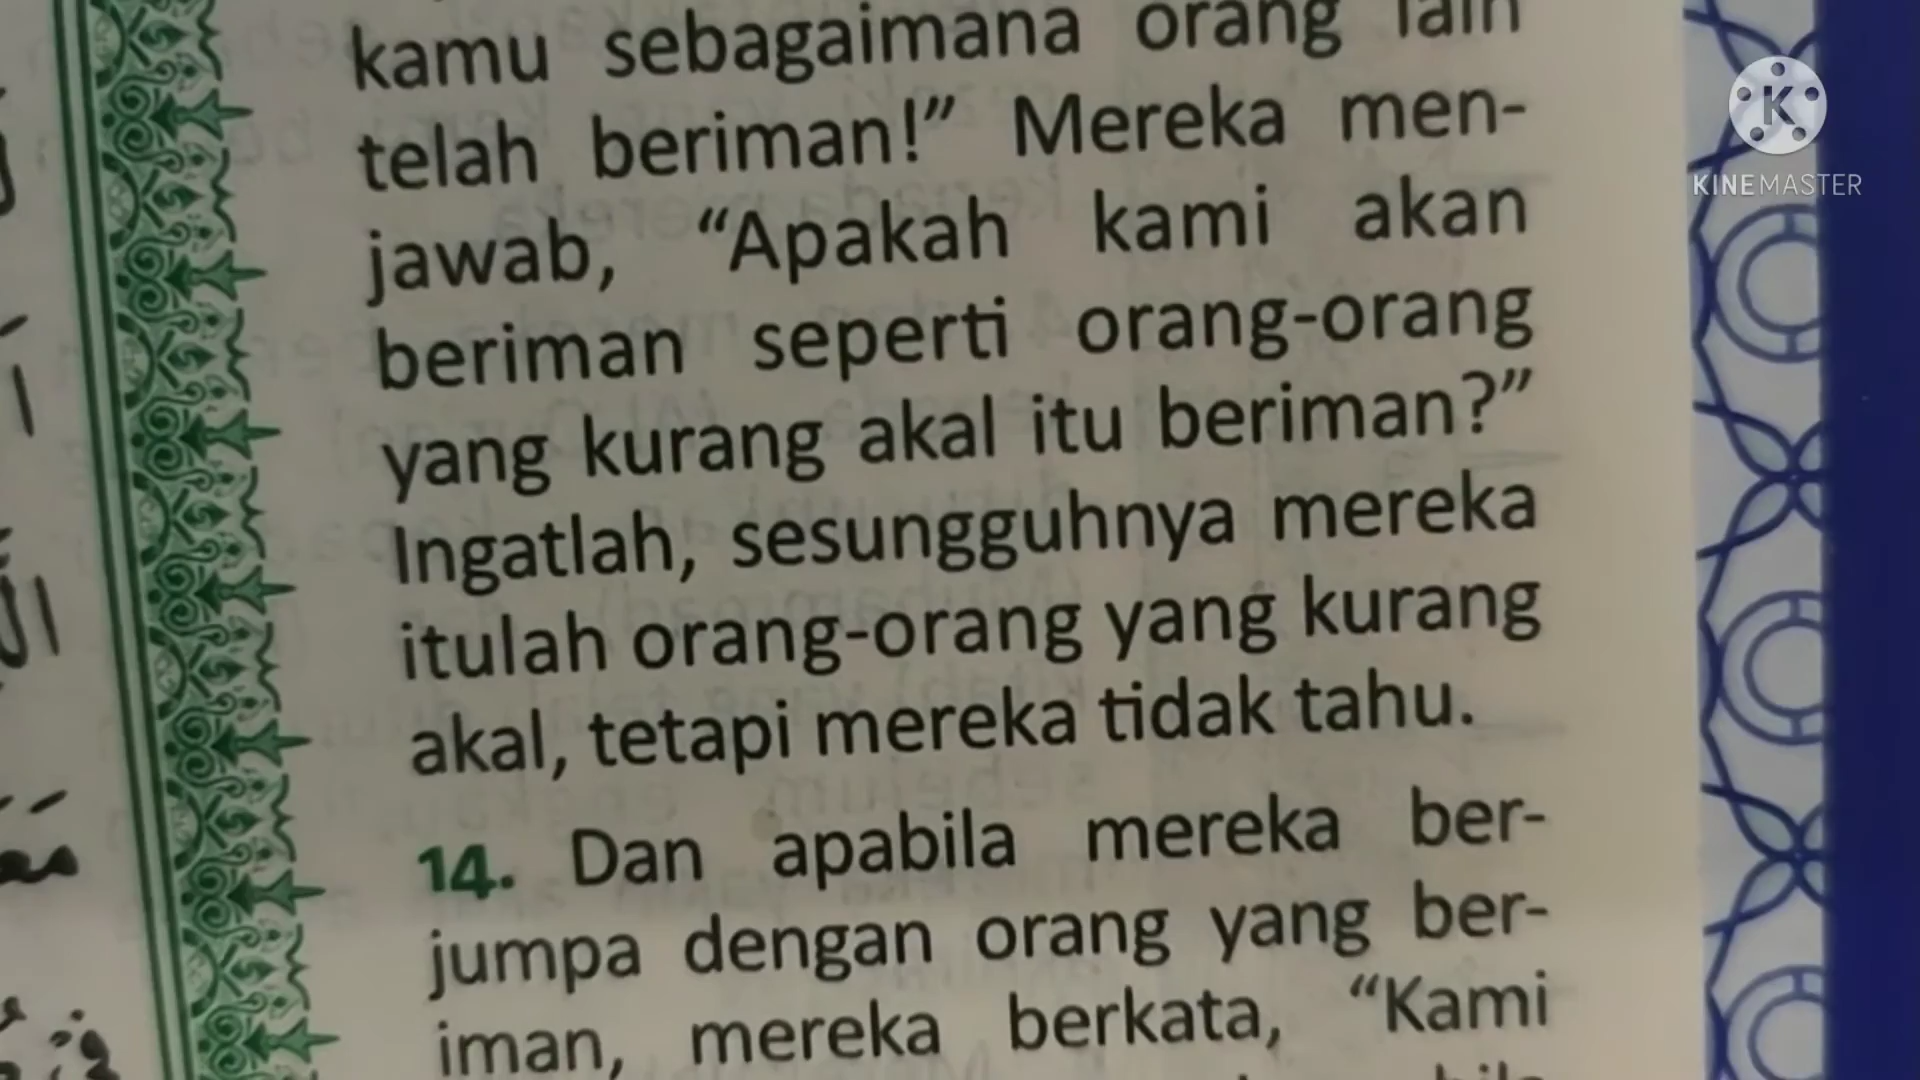 kamu sebagaimana orang lain
telah beriman!” Mereka men-
jawab, “Apakah kami akan
beriman seperti orang-orang
yang kurang akal itu beriman?”
Ingatlah, sesungguhnya mereka
itulah orang-orang yang kurang
akal, tetapi mereka tidak tahu.
14. Dan apabila mereka ber-
jumpa dengan orang yang ber-
iman, mereka berkata, “Kami
K
KINEMASTER